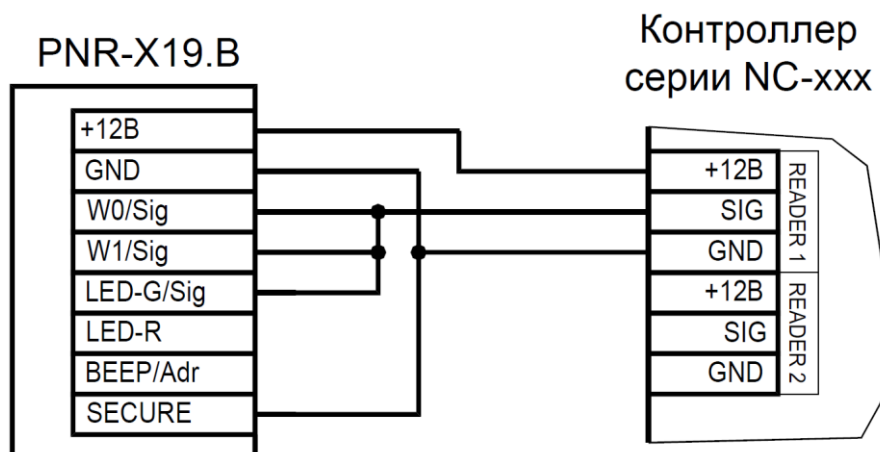 PNR-X19.B
+12В
GND
W0/Sig
W1/Sig
LED-G/Sig
LED-R
BEEP/Adr
SECURE
Контроллер
серии NC-xxx
+12В
SIG
GND
READER 1
+12В
SIG
GND
READER 2